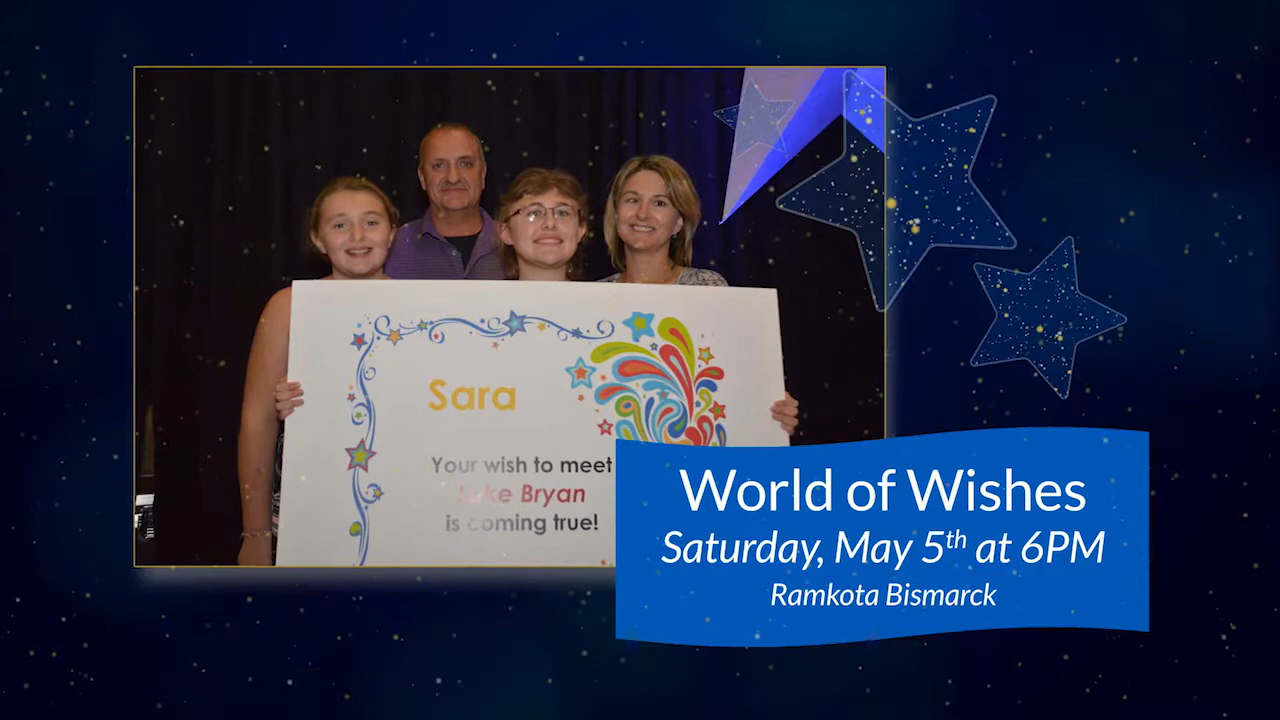 Sara
Your wish to meet
Luke Bryan
is coming true!
World of Wishes
Saturday, May 5th at 6PM
Ramkota Bismarck